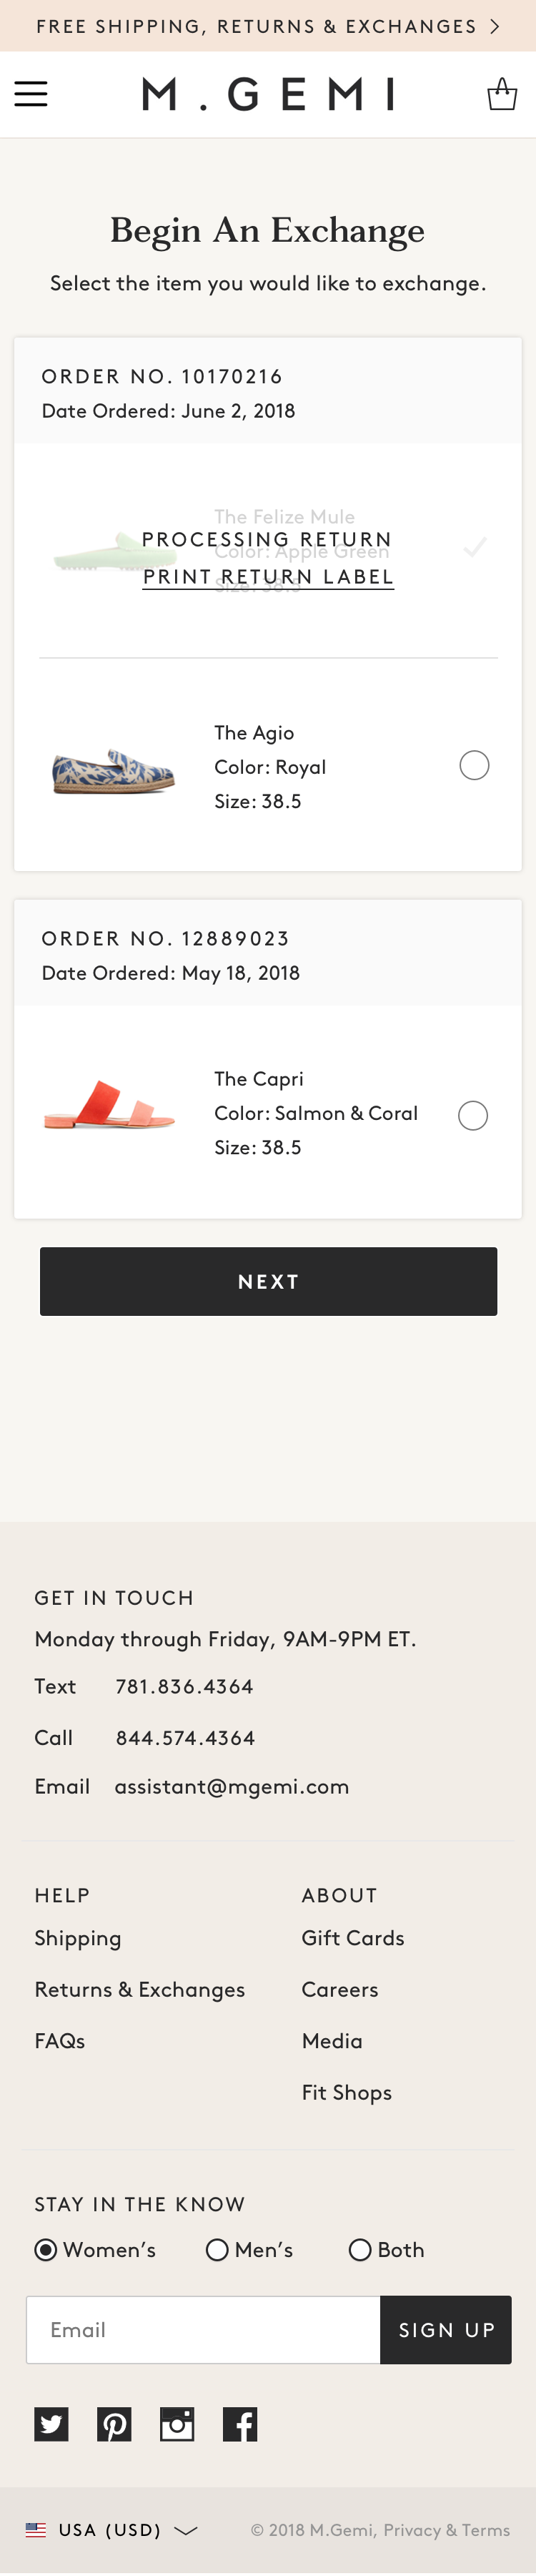 FREE SHIPPING, RETURNS & EXCHANGES
M.GEMI
Begin An Exchange
Select the item you would like to exchange.
ORDER NO. 10170216
Date Ordered: June 2, 2018
The Felize Mule
PROCESSING RETURN
Color: Apple Green
PRINT RETURN LABEL
Size: 38.5
The Agio
Color: Royal
Size: 38.5
ORDER NO. 12889023
Date Ordered: May 18, 2018
The Capri
Color: Salmon & Coral
Size: 38.5
NEXT
GET IN TOUCH
Monday through Friday, 9AM-9PM ET.
Text 781.836.4364
Call 844.574.4364
Email assistant@mgemi.com
HELP
Shipping
Returns & Exchanges
FAQs
ABOUT
Gift Cards
Careers
Media
Fit Shops
STAY IN THE KNOW
Women’s Men’s Both
Email SIGN UP
USA (USD) © 2018 M.Gemi, Privacy & Terms